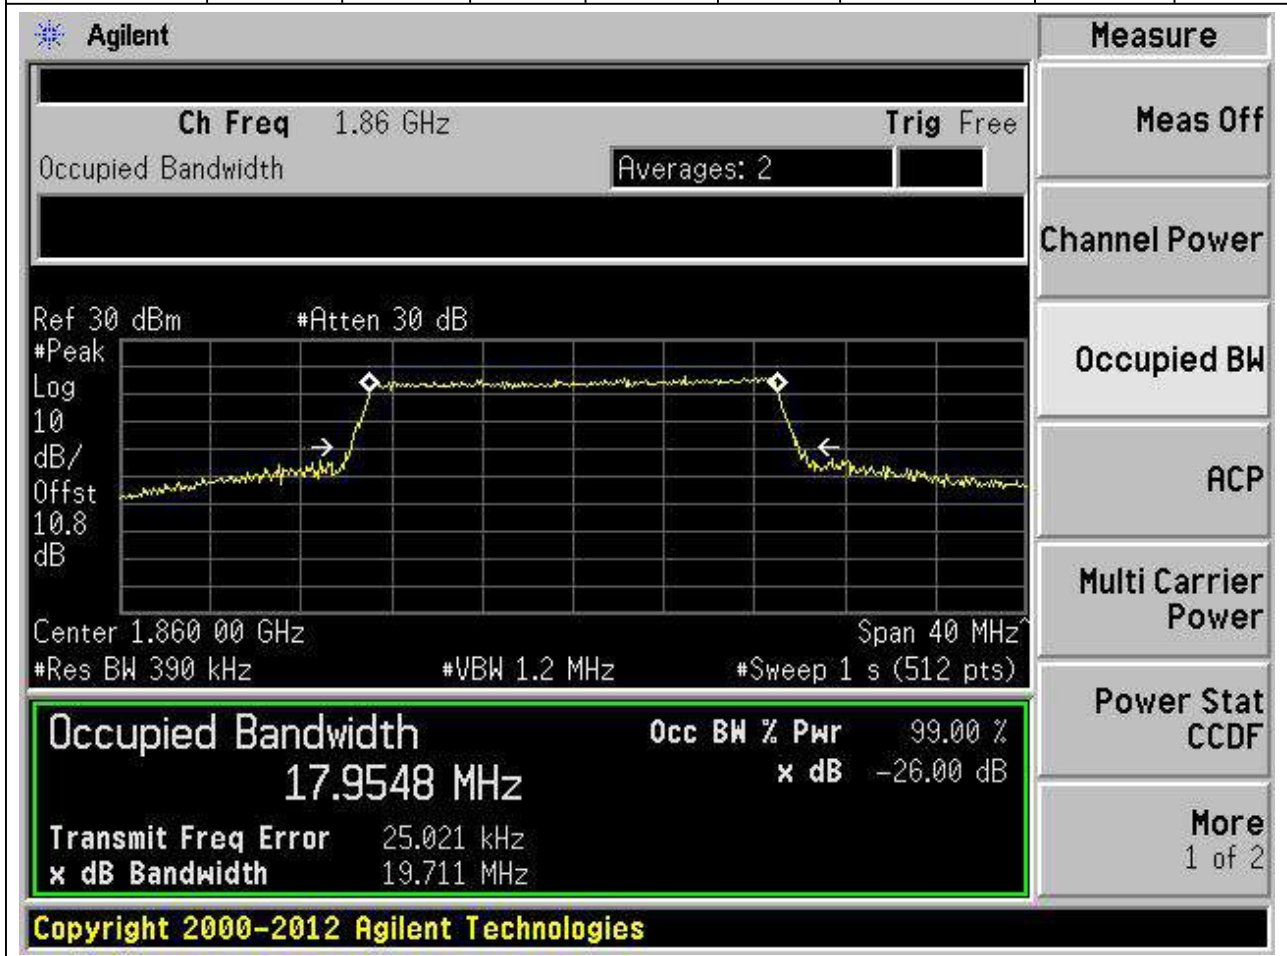 Agilent
Measure
Ch Freq 1.86 GHz Trig Free
Occupied Bandwidth Averages: 2
Ref 30 dBm #Atten 30 dB
#Peak
Log
10
dB/
Offst
10.8
dB
Center 1.860 00 GHz Span 40 MHz^
#Res BW 390 kHz #VBW 1.2 MHz #Sweep 1 s (512 pts)
Occupied Bandwidth Occ BW % Pwr 99.00 %
17.9548 MHz x dB -26.00 dB
Transmit Freq Error 25.021 kHz
x dB Bandwidth 19.711 MHz
Meas Off
Channel Power
Occupied BW
ACP
Multi Carrier
Power
Power Stat
CCDF
More
1 of 2
Copyright 2000-2012 Agilent Technologies